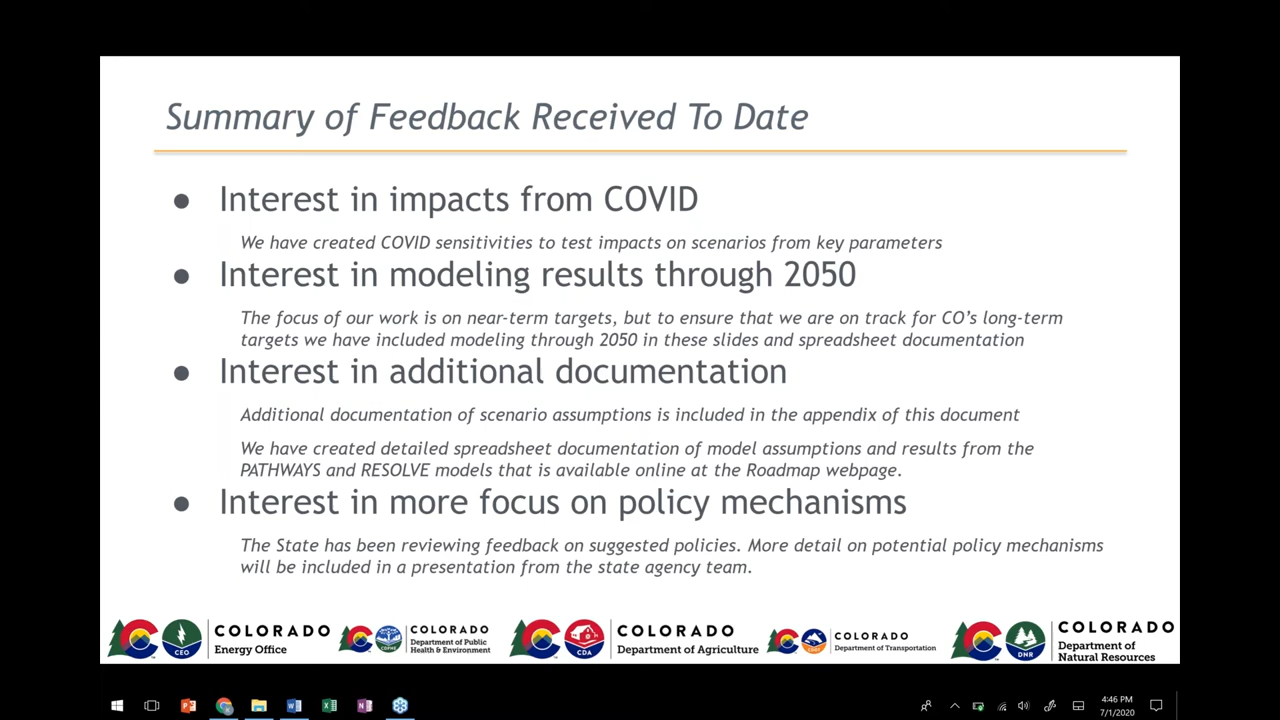 Summary of Feedback Received To Date
● Interest in impacts from COVID
We have created COVID sensitivities to test impacts on scenarios from key parameters
● Interest in modeling results through 2050
The focus of our work is on near-term targets, but to ensure that we are on track for CO’s long-term
targets we have included modeling through 2050 in these slides and spreadsheet documentation
● Interest in additional documentation
Additional documentation of scenario assumptions is included in the appendix of this document
We have created detailed spreadsheet documentation of model assumptions and results from the
PATHWAYS and RESOLVE models that is available online at the Roadmap webpage.
● Interest in more focus on policy mechanisms
The State has been reviewing feedback on suggested policies. More detail on potential policy mechanisms
will be included in a presentation from the state agency team.
CEO
COLORADO
Energy Office
CDPHE
COLORADO
Department of Public
Health & Environment
CDA
COLORADO
Department of Agriculture
COLORADO
Department of Transportation
DNR
COLORADO
Department of
Natural Resources
4:46 PM
7/1/2020